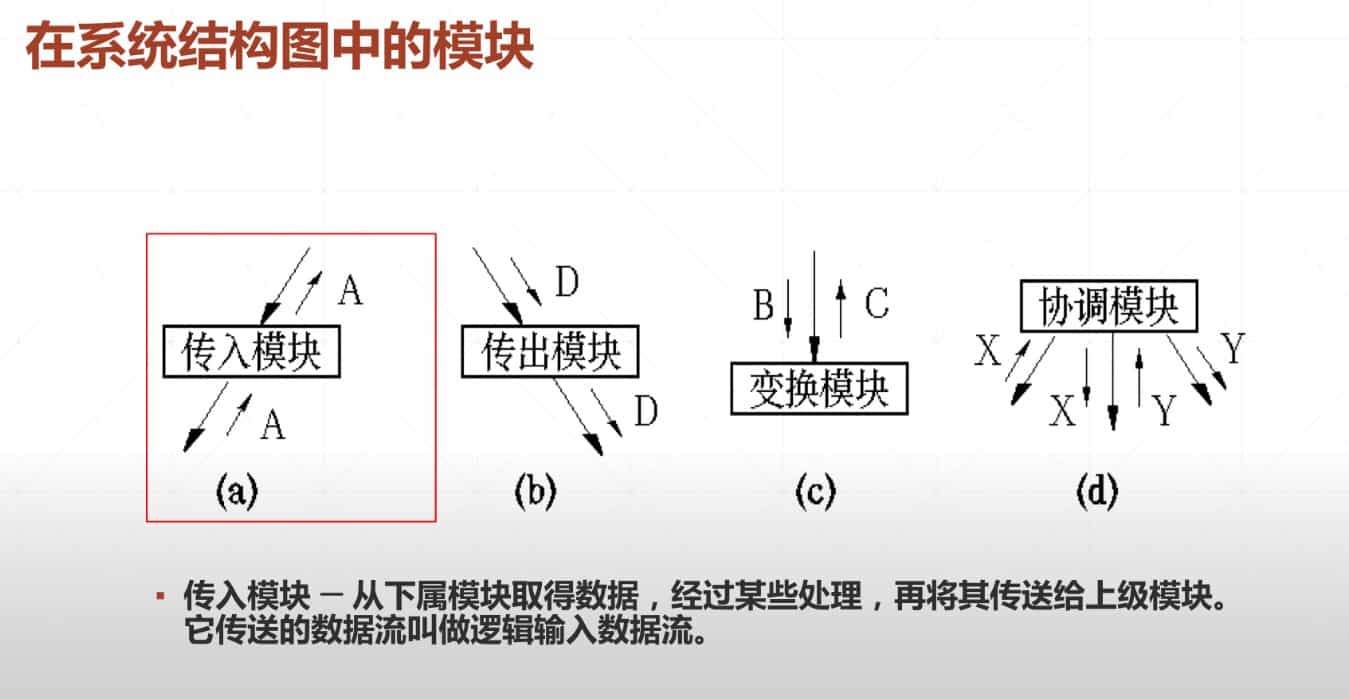 在系统结构图中的模块
A
传入模块
A
(a)
D
传出模块
D
(b)
B
C
变换模块
(c)
协调模块
X
Y
X
Y
(d)
▪ 传入模块 － 从下属模块取得数据，经过某些处理，再将其传送给上级模块。
它传送的数据流叫做逻辑输入数据流。